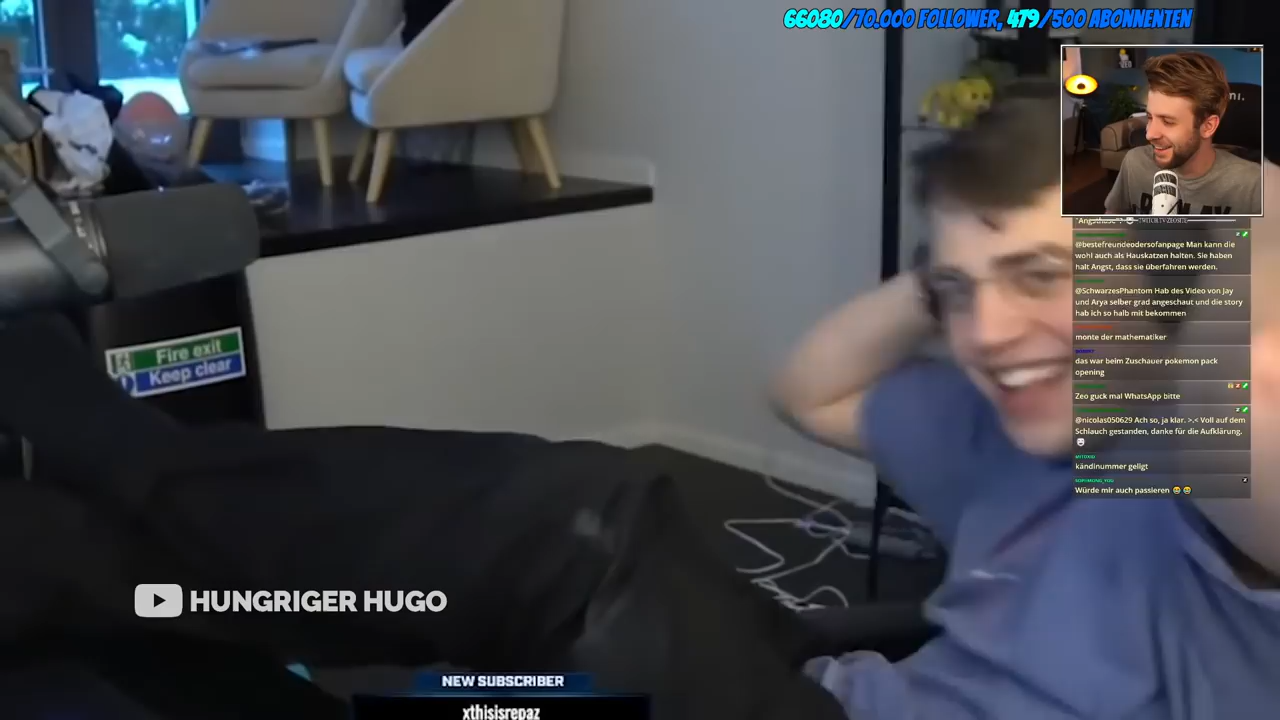 66080/70.000 FOLLOWER, 479/500 ABONNENTEN
@bestefreundeodersofanpage Man kann die
wohl auch als Hauskatzen halten. Sie haben
halt Angst, dass sie überfahren werden.
@SchwarzesPhantom Hab des Video von Jay
und Arya selber grad angeschaut und die story
hab ich so halb mit bekommen
monte der mathematiker
das war beim Zuschauer pokemon pack
opening
Zeo guck mal WhatsApp bitte
@nicolas050629 Ach so, ja klar. >.< Voll auf dem
Schlauch gestanden, danke für die Aufklärung.
kändinummer geligt
Würde mir auch passieren
Fire exit
Keep clear
HUNGRIGER HUGO
NEW SUBSCRIBER
xthisisrepaz